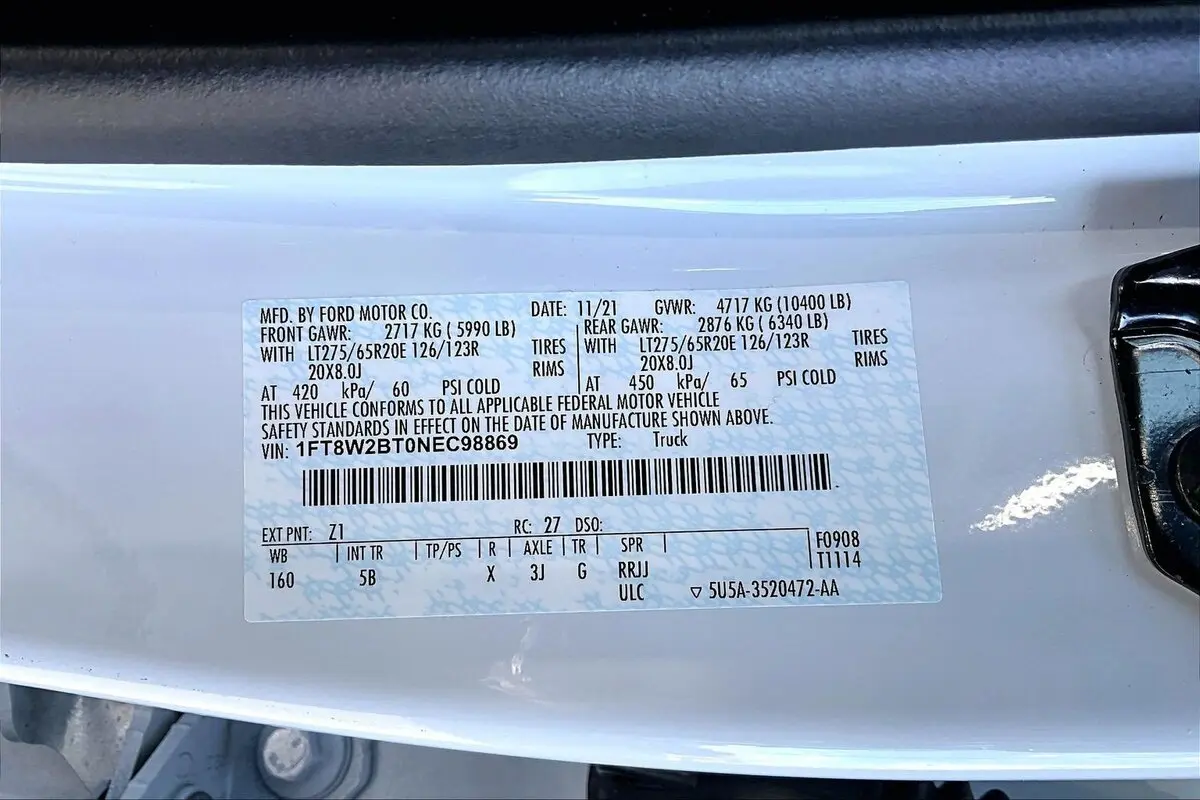 MFD. BY FORD MOTOR CO. DATE: 11/21 GVWR: 4717 KG (10400 LB)
FRONT GAWR: 2717 KG ( 5990 LB) REAR GAWR: 2876 KG ( 6340 LB)
WITH LT275/65R20E 126/123R TIRES WITH LT275/65R20E 126/123R TIRES
20X8.0J RIMS 20X8.0J RIMS
AT 420 kPa/ 60 PSI COLD AT 450 kPa/ 65 PSI COLD
THIS VEHICLE CONFORMS TO ALL APPLICABLE FEDERAL MOTOR VEHICLE
SAFETY STANDARDS IN EFFECT ON THE DATE OF MANUFACTURE SHOWN ABOVE.
VIN: 1FT8W2BT0NEC98869 TYPE: Truck
EXT PNT: Z1 RC: 27 DSO:
WB INT TR TP/PS R AXLE TR SPR F0908
160 5B X 3J G RRJJ T1114
ULC ▽ 5U5A-3520472-AA